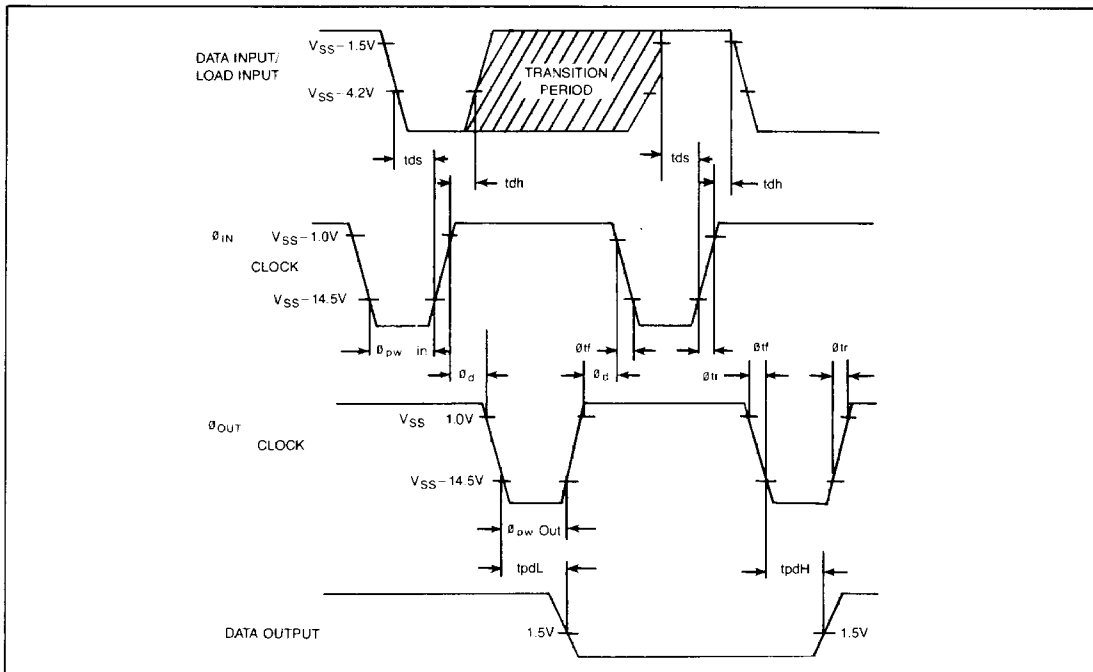 DATA INPUT/
LOAD INPUT
VSS−1.5V
VSS−4.2V
TRANSITION
PERIOD
tds
tdh
tds
tdh
ØIN
VSS−1.0V
CLOCK
VSS−14.5V
Øpw in
Ød
Øtf
Ød
Øtr
Øtf
Øtr
ØOUT
VSS 1.0V
CLOCK
VSS−14.5V
Øpw Out
tpdL
tpdH
DATA OUTPUT
1.5V
1.5V